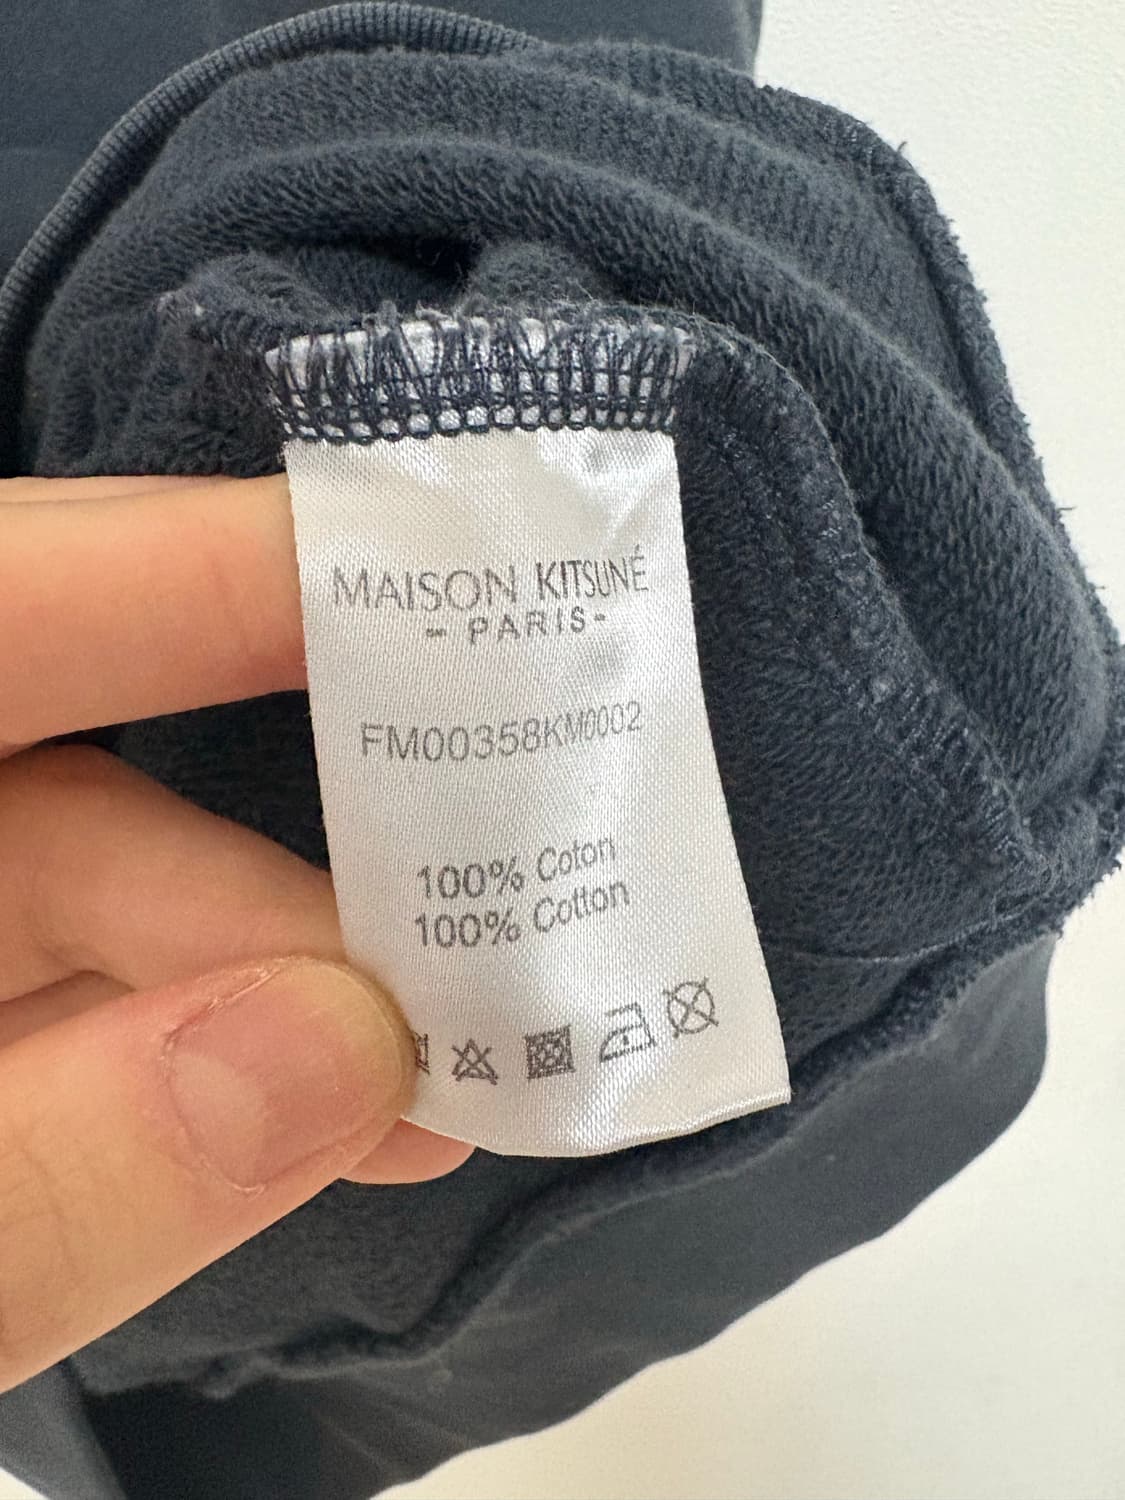 MAISON KITSUNÉ
- PARIS -
FM00358KM0002
100% Coton
100% Cotton